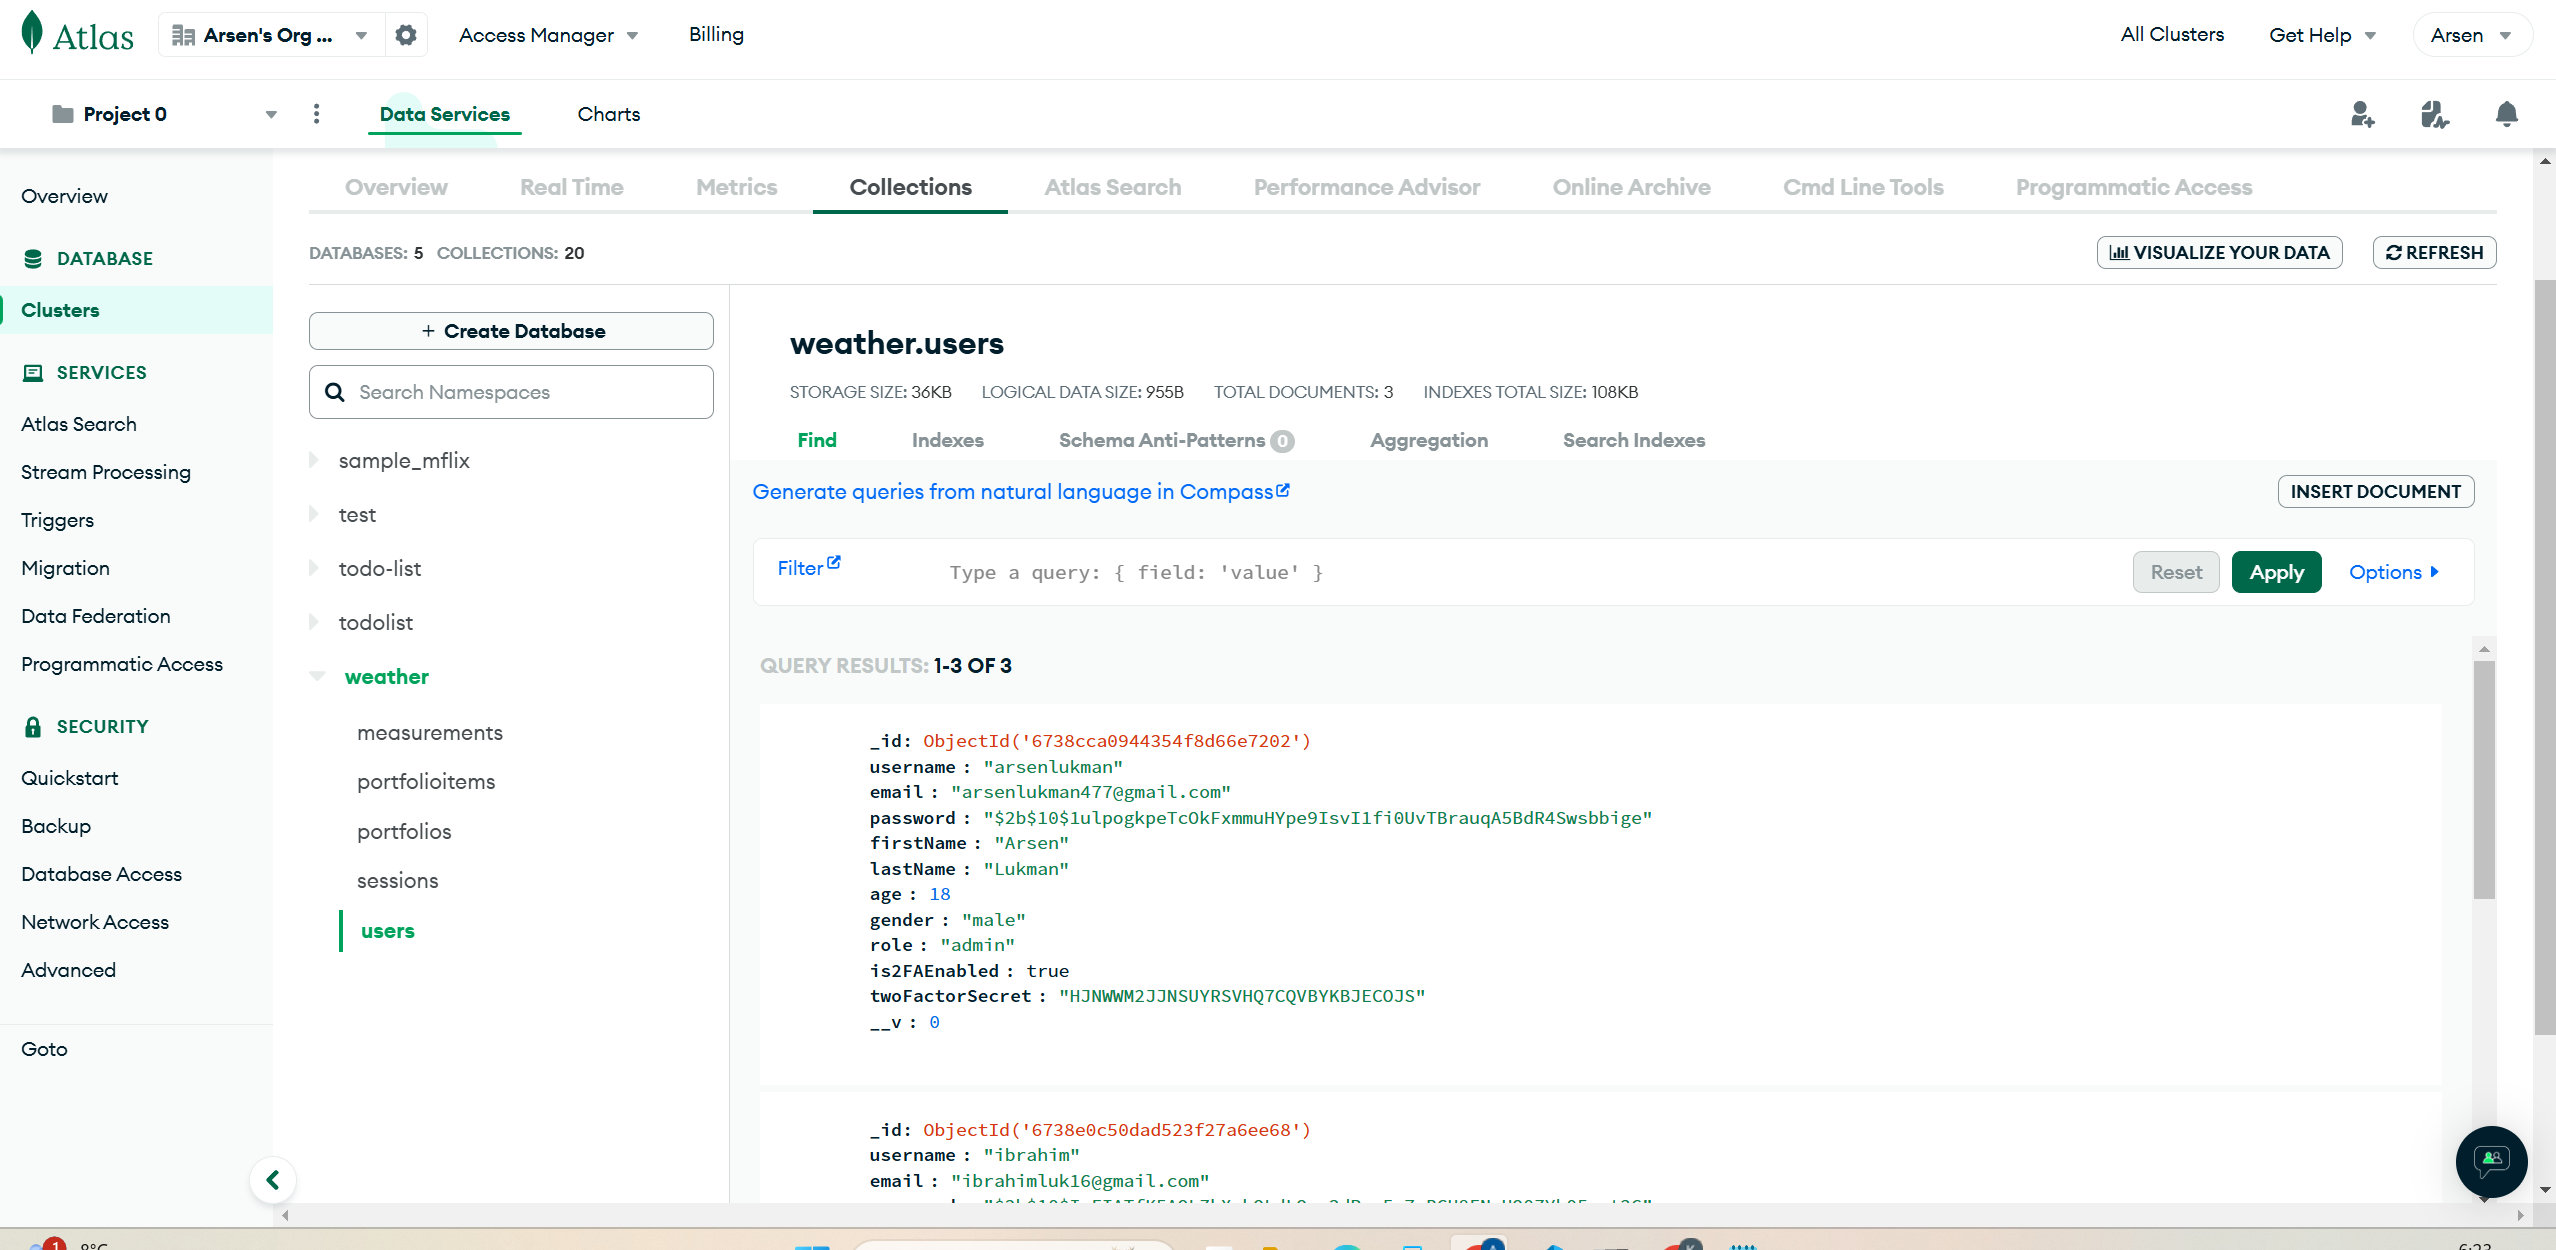 Atlas
Arsen's Org ...
Access Manager
Billing
All Clusters
Get Help
Arsen
Project 0
Data Services
Charts
Overview
DATABASE
Clusters
SERVICES
Atlas Search
Stream Processing
Triggers
Migration
Data Federation
Programmatic Access
SECURITY
Quickstart
Backup
Database Access
Network Access
Advanced
Goto
Overview
Real Time
Metrics
Collections
Atlas Search
Performance Advisor
Online Archive
Cmd Line Tools
Programmatic Access
DATABASES: 5 COLLECTIONS: 20
VISUALIZE YOUR DATA
REFRESH
+ Create Database
Search Namespaces
sample_mflix
test
todo-list
todolist
weather
measurements
portfolioitems
portfolios
sessions
users
weather.users
STORAGE SIZE: 36KB LOGICAL DATA SIZE: 955B TOTAL DOCUMENTS: 3 INDEXES TOTAL SIZE: 108KB
Find
Indexes
Schema Anti-Patterns 0
Aggregation
Search Indexes
Generate queries from natural language in Compass
INSERT DOCUMENT
Filter
Type a query: { field: 'value' }
Reset
Apply
Options
QUERY RESULTS: 1-3 OF 3
_id: ObjectId('6738cca0944354f8d66e7202')
username : "arsenlukman"
email : "arsenlukman477@gmail.com"
password : "$2b$10$1ulpogkpeTcOkFxmmuHYpe9IsvI1fi0UvTBrauqA5BdR4Swsbbige"
firstName : "Arsen"
lastName : "Lukman"
age : 18
gender : "male"
role : "admin"
is2FAEnabled : true
twoFactorSecret : "HJNWWM2JJNSUYRSVHQ7CQVBYKBJECOJS"
__v : 0
_id: ObjectId('6738e0c50dad523f27a6ee68')
username : "ibrahim"
email : "ibrahimluk16@gmail.com"
1
8°C